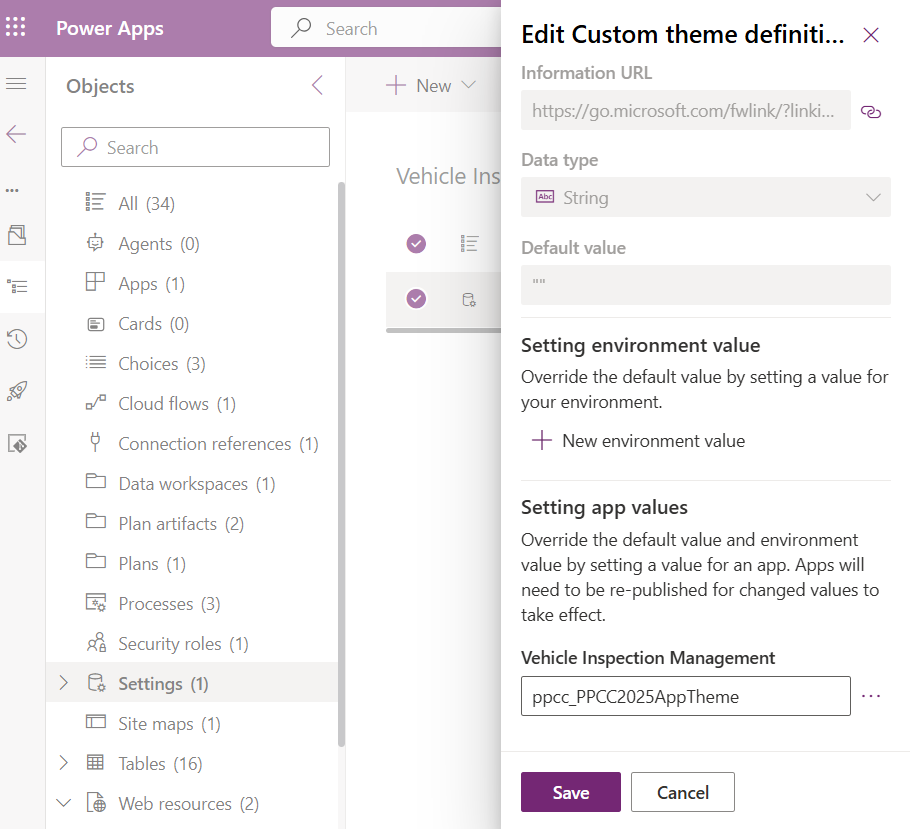 Power Apps
Search
Objects
Search
All (34)
Agents (0)
Apps (1)
Cards (0)
Choices (3)
Cloud flows (1)
Connection references (1)
Data workspaces (1)
Plan artifacts (2)
Plans (1)
Processes (3)
Security roles (1)
Settings (1)
Site maps (1)
Tables (16)
Web resources (2)
New
Vehicle Ins
Edit Custom theme definiti...
Information URL
https://go.microsoft.com/fwlink/?linki...
Data type
Abc String
Default value
""
Setting environment value
Override the default value by setting a value for
your environment.
New environment value
Setting app values
Override the default value and environment
value by setting a value for an app. Apps will
need to be re-published for changed values to
take effect.
Vehicle Inspection Management
ppcc_PPCC2025AppTheme
Save
Cancel